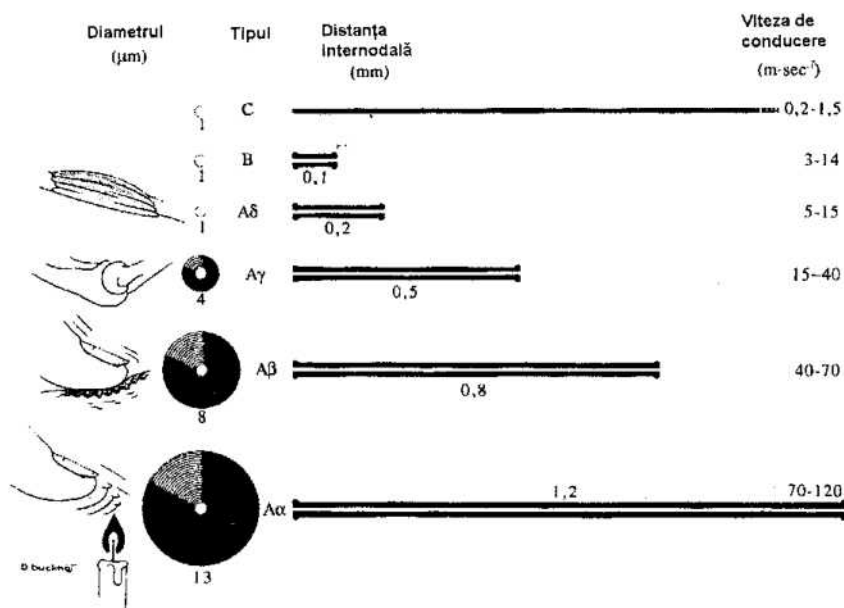 Diametrul Tipul Distanța Viteza de
(μm) internodală conducere
(mm) (m·sec⁻¹)
1 C 0,2-1,5
1 B 0,1 3-14
1 Aδ 0,2 5-15
4 Aγ 0,5 15-40
8 Aβ 0,8 40-70
13 Aα 1,2 70-120